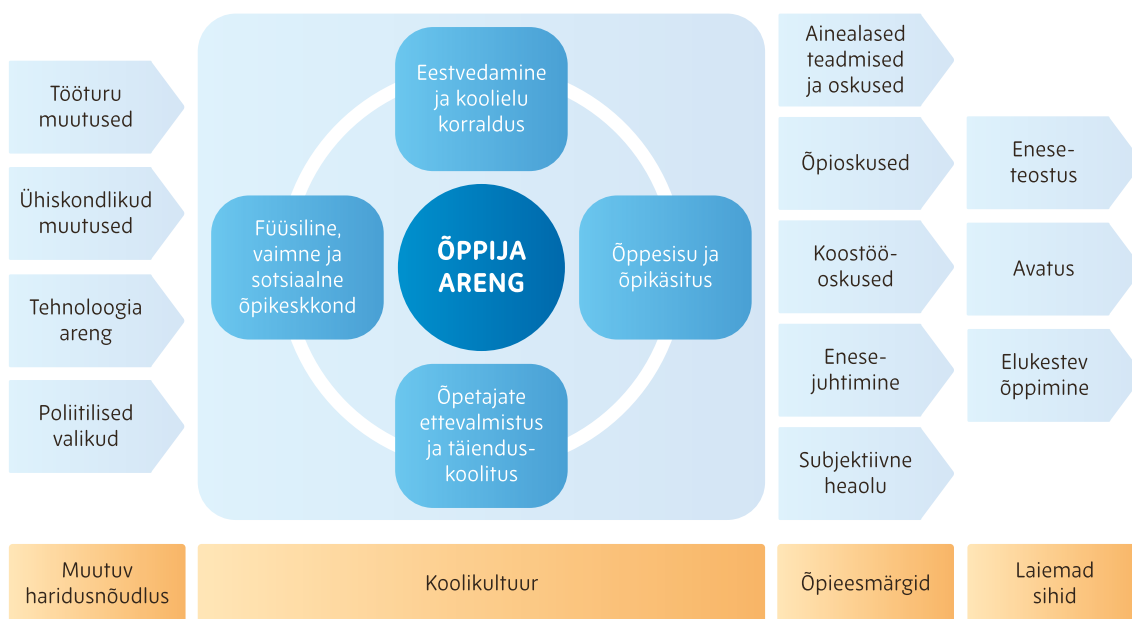 Tööturu
muutused
Ühiskondlikud
muutused
Tehnoloogia
areng
Poliitilised
valikud
Eestvedamine
ja koolielu
korraldus
Füüsiline,
vaimne ja
sotsiaalne
õpikeskkond
ÕPPIJA
ARENG
Õppesisu ja
õpikäsitus
Õpetajate
ettevalmistus
ja täiendus-
koolitus
Ainealased
teadmised
ja oskused
Õpioskused
Koostöö-
oskused
Enese-
juhtimine
Subjektiivne
heaolu
Enese-
teostus
Avatus
Elukestev
õppimine
Muutuv
haridusnõudlus
Koolikultuur
Õpieesmärgid
Laiemad
sihid